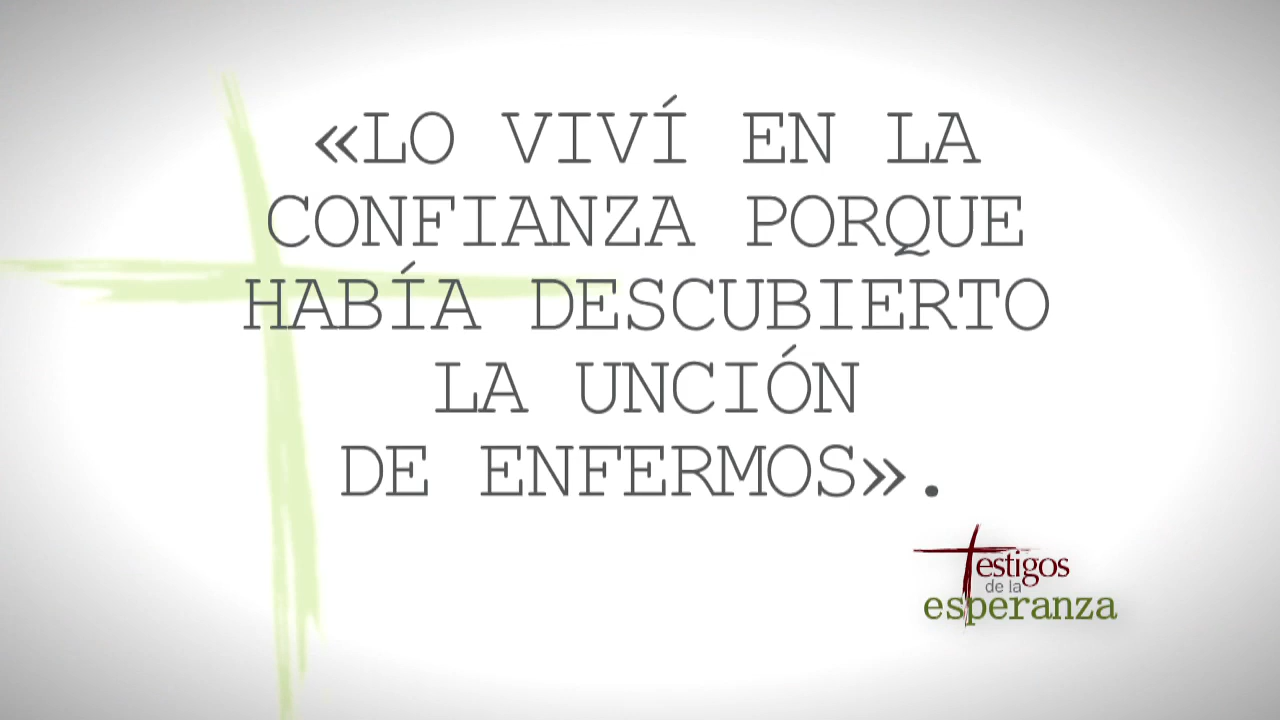 «LO VIVÍ EN LA
CONFIANZA PORQUE
HABÍA DESCUBIERTO
LA UNCIÓN
DE ENFERMOS».
testigos
de la
esperanza